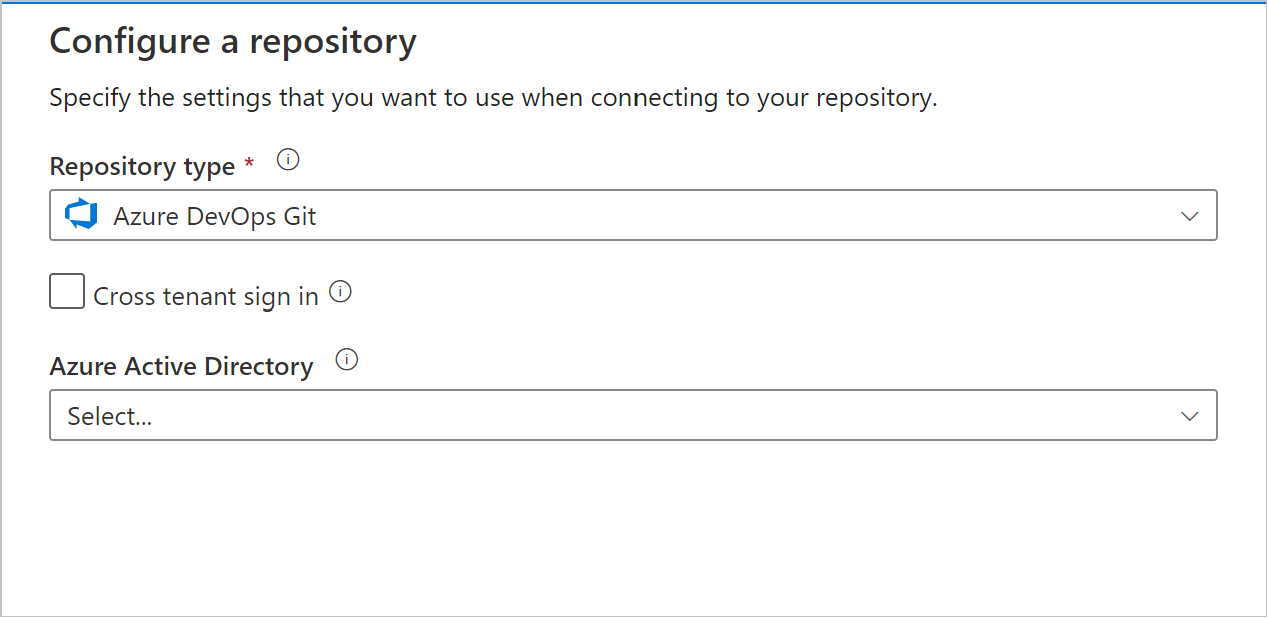 Configure a repository
Specify the settings that you want to use when connecting to your repository.
Repository type *
Azure DevOps Git
Cross tenant sign in
Azure Active Directory
Select...